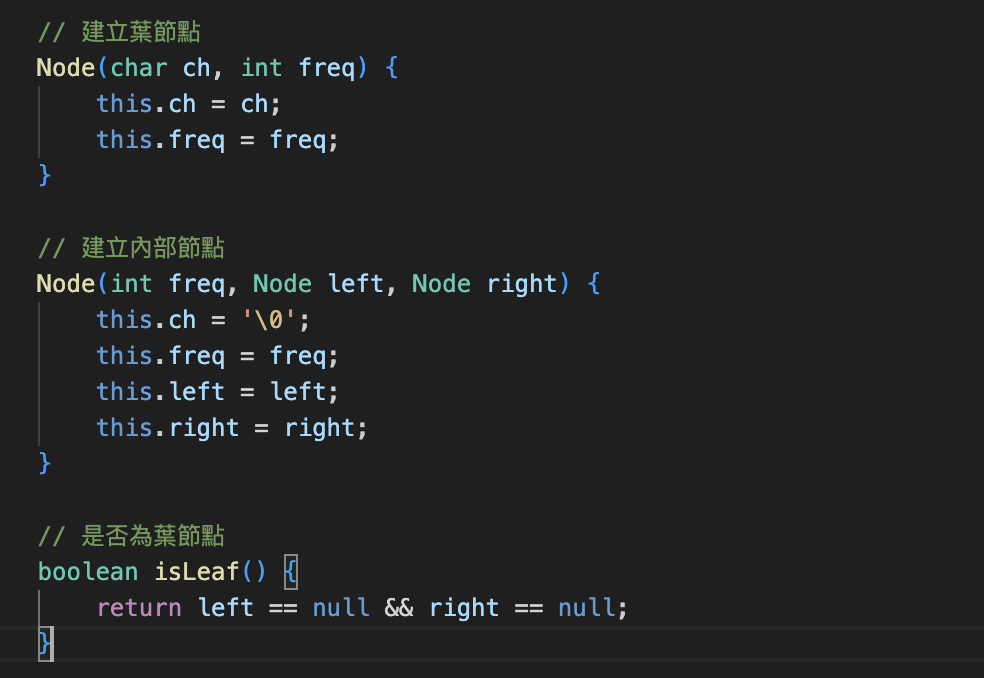 // 建立葉節點
Node(char ch, int freq) {
    this.ch = ch;
    this.freq = freq;
}
// 建立內部節點
Node(int freq, Node left, Node right) {
    this.ch = '\0';
    this.freq = freq;
    this.left = left;
    this.right = right;
}
// 是否為葉節點
boolean isLeaf() {
    return left == null && right == null;
}